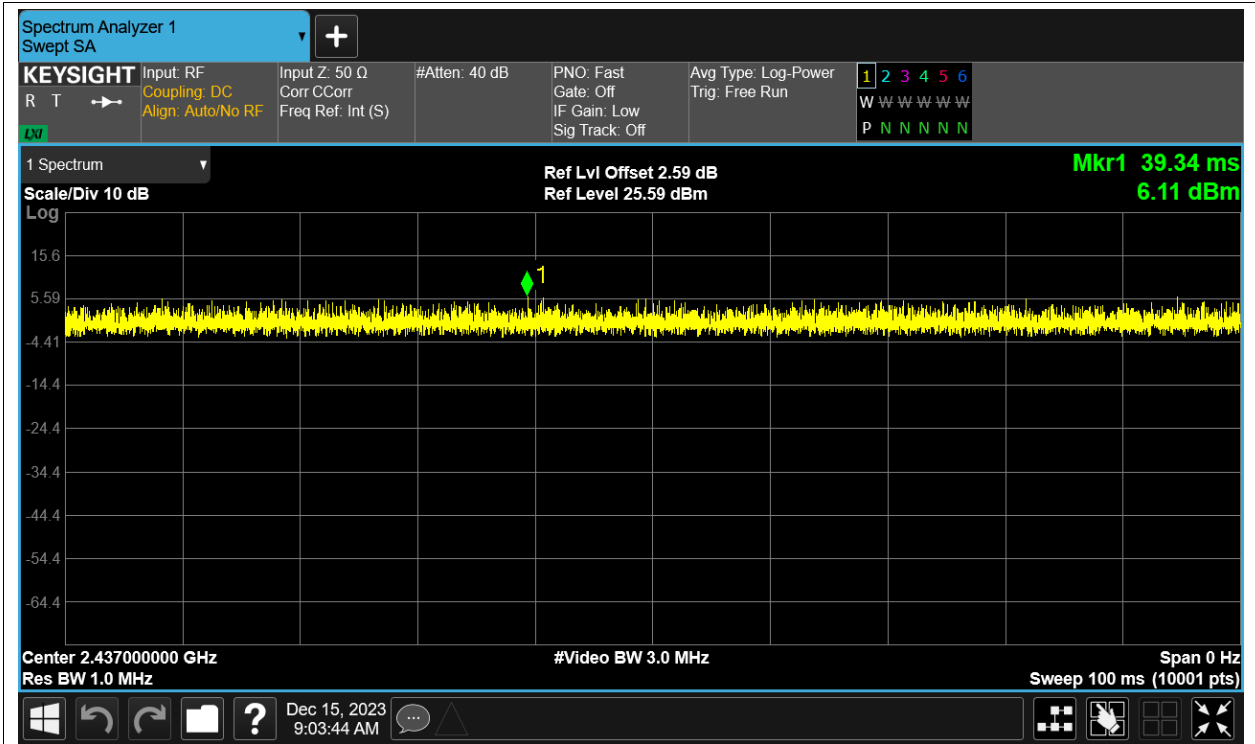 Spectrum Analyzer 1
Swept SA
KEYSIGHT
R T
LXI
Input: RF
Coupling: DC
Align: Auto/No RF
Input Z: 50 Ω
Corr CCorr
Freq Ref: Int (S)
#Atten: 40 dB
PNO: Fast
Gate: Off
IF Gain: Low
Sig Track: Off
Avg Type: Log-Power
Trig: Free Run
1 2 3 4 5 6
W W W W W W
P N N N N N
1 Spectrum
Scale/Div 10 dB
Ref Lvl Offset 2.59 dB
Ref Level 25.59 dBm
Mkr1 39.34 ms
6.11 dBm
Log
15.6
5.59
-4.41
-14.4
-24.4
-34.4
-44.4
-54.4
-64.4
1
Center 2.437000000 GHz
#Video BW 3.0 MHz
Span 0 Hz
Res BW 1.0 MHz
Sweep 100 ms (10001 pts)
?
Dec 15, 2023
9:03:44 AM